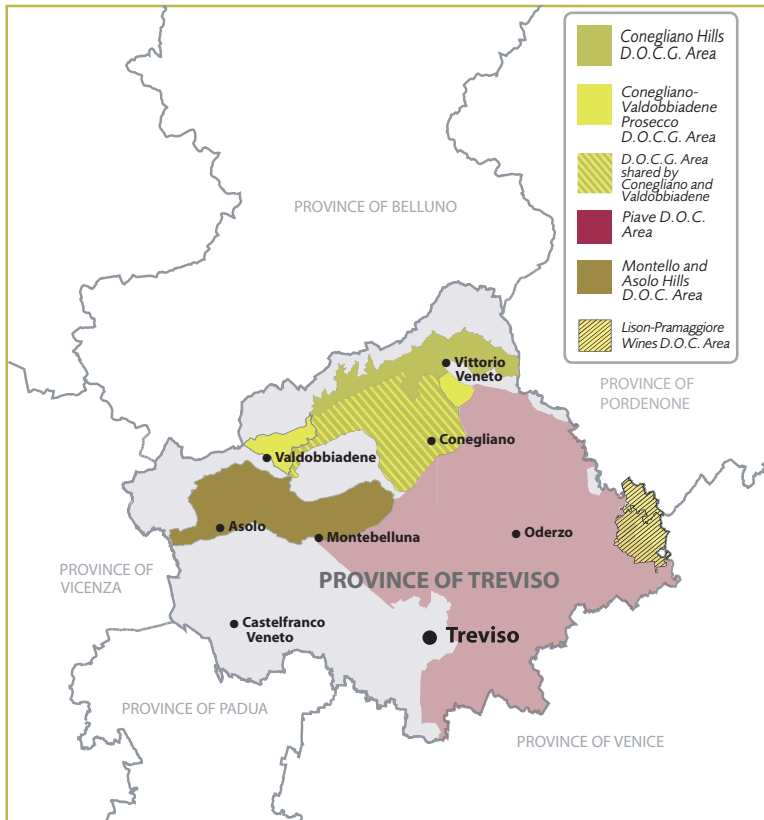 Conegliano Hills
D.O.C.G. Area
Conegliano-
Valdobbiadene
Prosecco
D.O.C.G. Area
D.O.C.G. Area
shared by
Conegliano and
Valdobbiadene
Piave D.O.C.
Area
Montello and
Asolo Hills
D.O.C. Area
Lison-Pramaggiore
Wines D.O.C. Area
PROVINCE OF BELLUNO
Vittorio
Veneto
PROVINCE OF
PORDENONE
Conegliano
Valdobbiadene
Asolo
Montebelluna
Oderzo
PROVINCE OF
VICENZA
PROVINCE OF TREVISO
Castelfranco
Veneto
Treviso
PROVINCE OF PADUA
PROVINCE OF VENICE